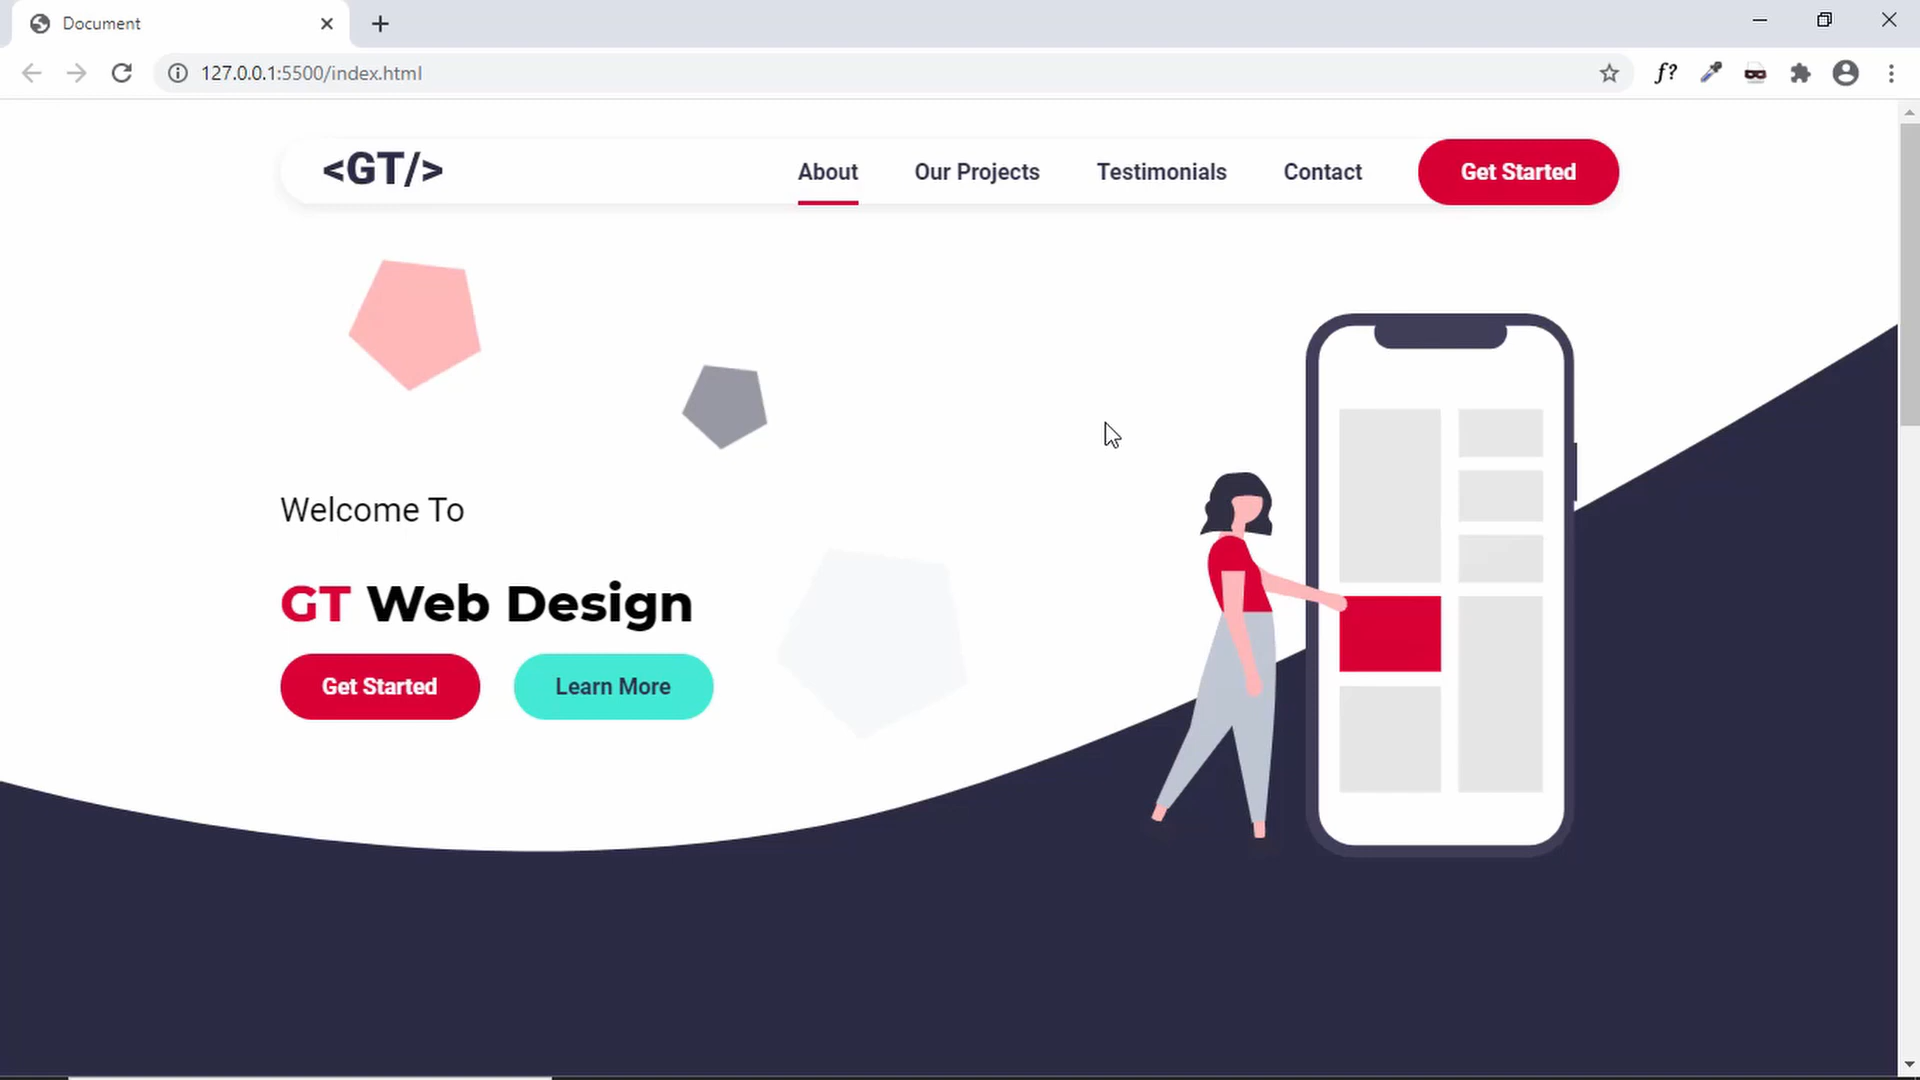 Document
127.0.0.1:5500/index.html
f?
<GT/>
About
Our Projects
Testimonials
Contact
Get Started
Welcome To
GT Web Design
Get Started
Learn More